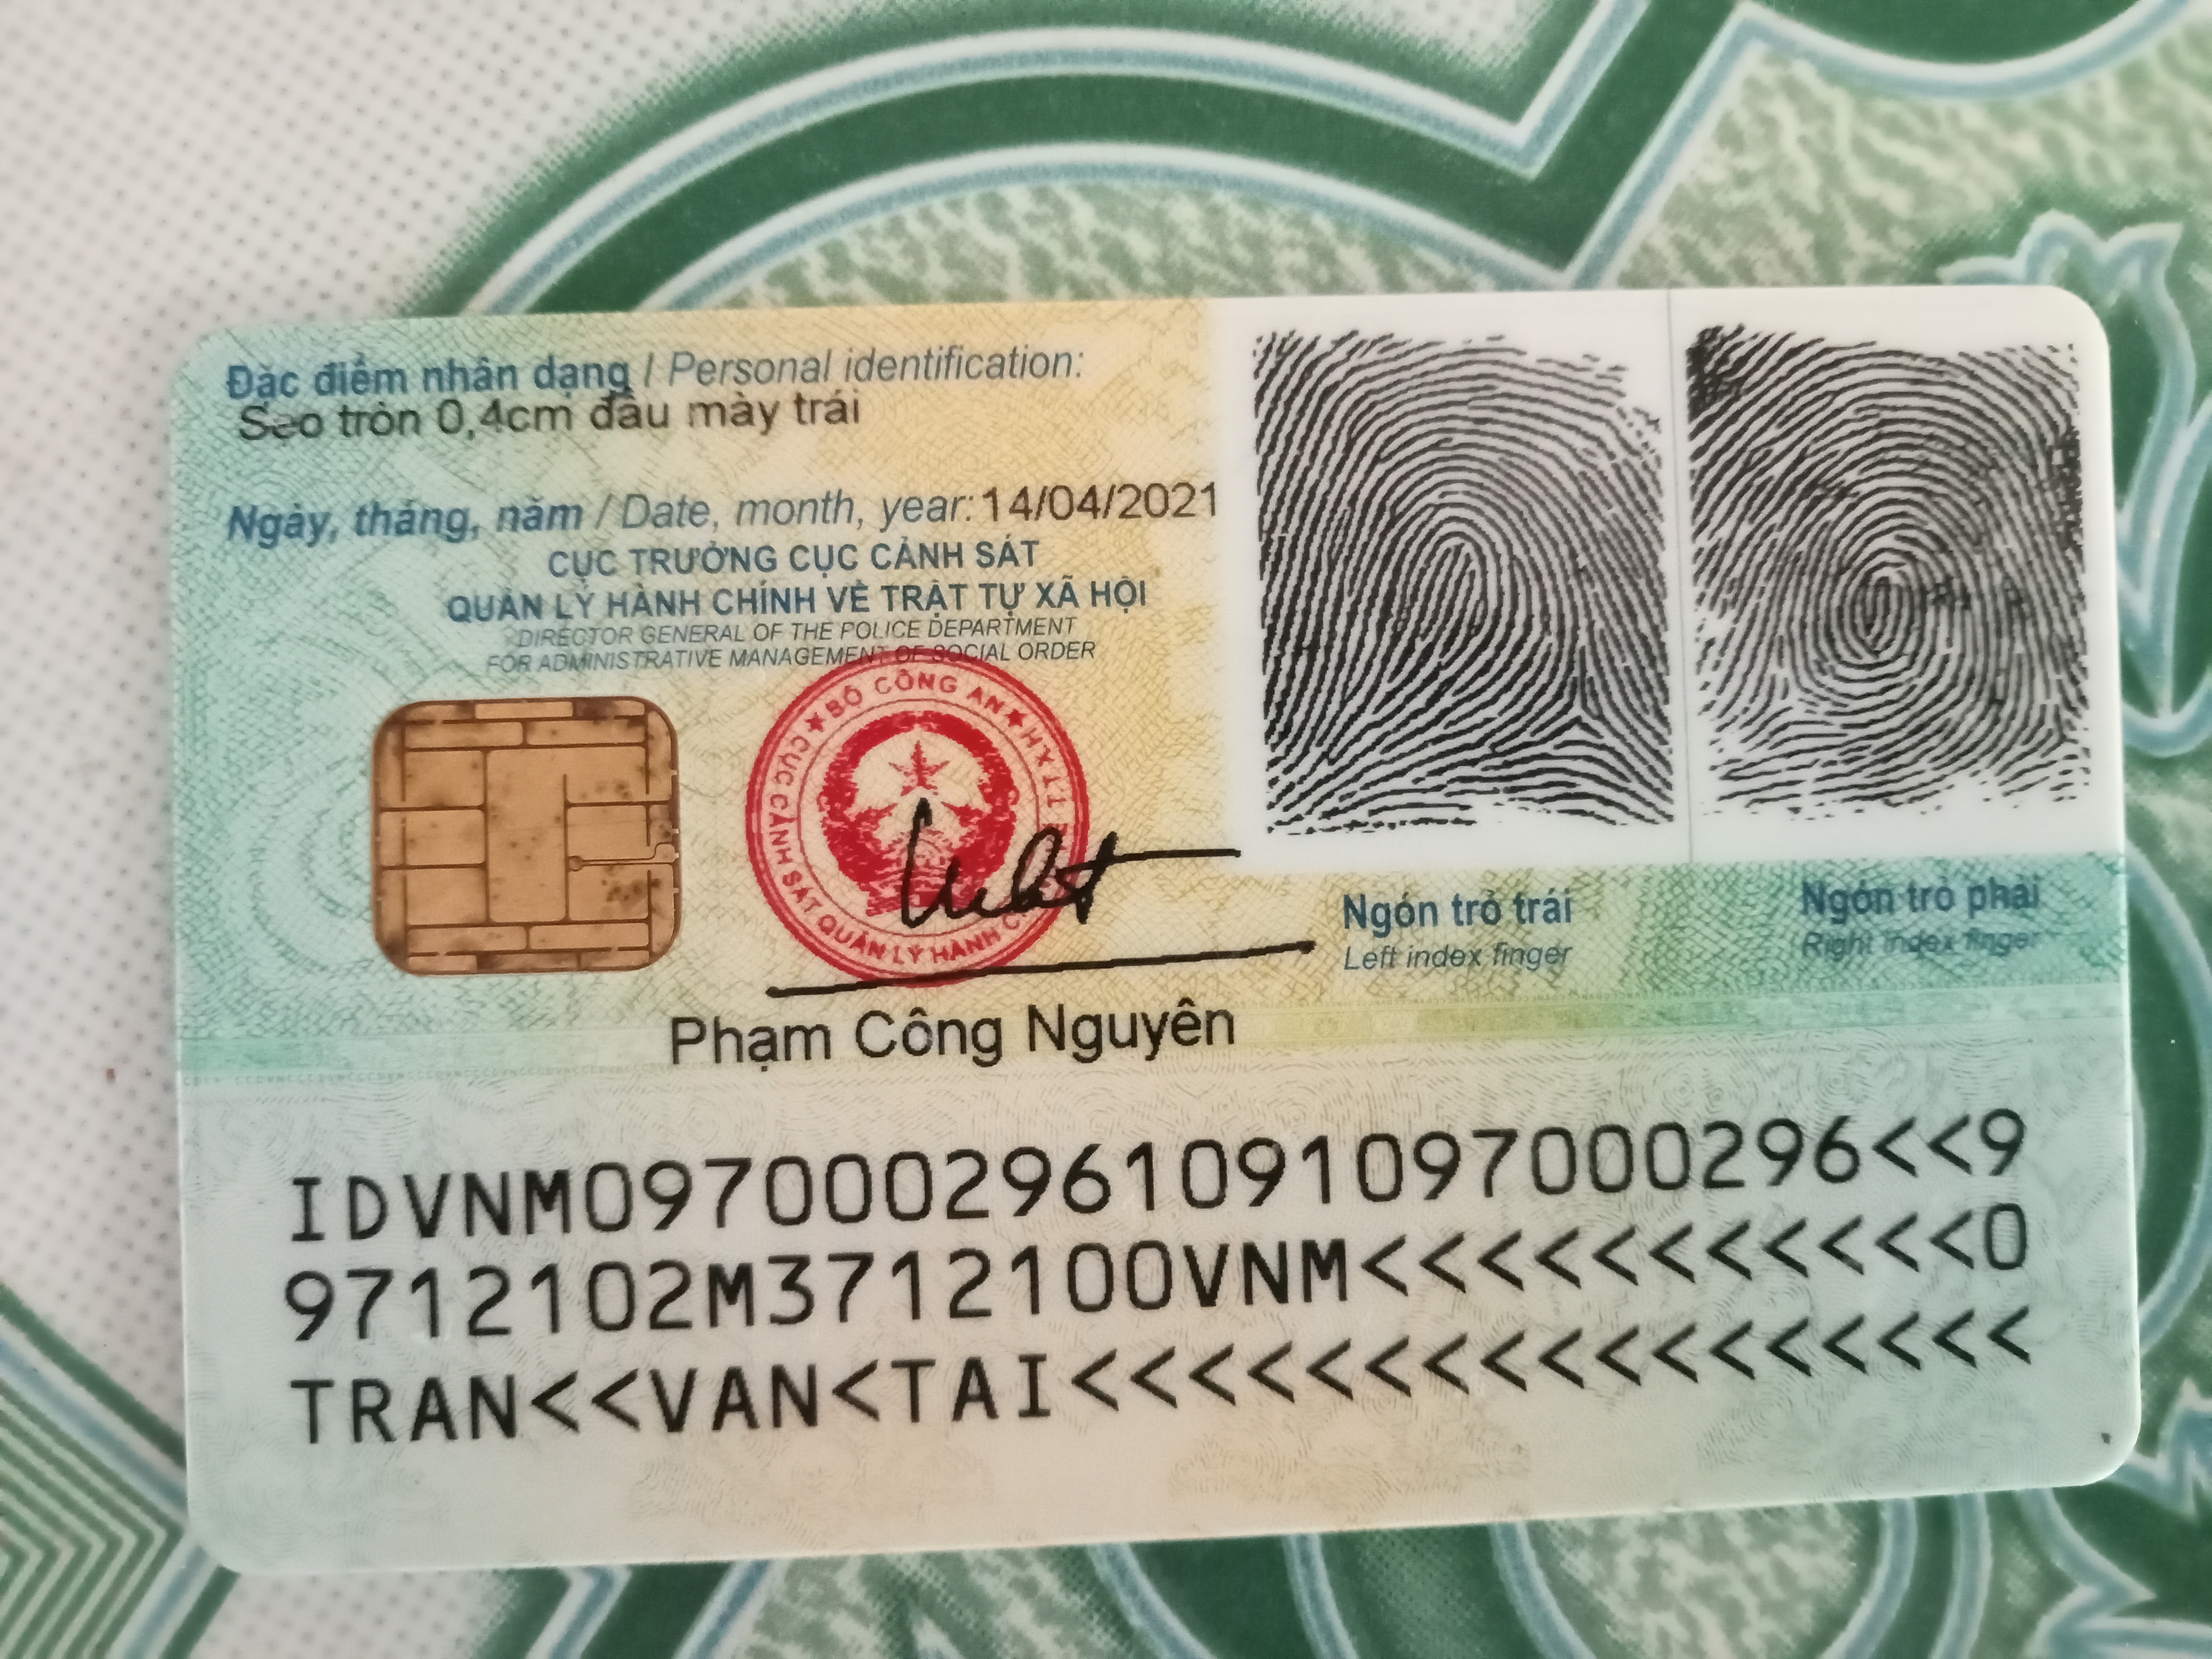 Đặc điểm nhân dạng / Personal identification:
Sẹo tròn 0,4cm đầu mày trái
Ngày, tháng, năm / Date, month, year: 14/04/2021
CỤC TRƯỞNG CỤC CẢNH SÁT
QUẢN LÝ HÀNH CHÍNH VỀ TRẬT TỰ XÃ HỘI
DIRECTOR GENERAL OF THE POLICE DEPARTMENT
FOR ADMINISTRATIVE MANAGEMENT OF SOCIAL ORDER
BỘ CÔNG AN
CỤC CẢNH SÁT QUẢN LÝ HÀNH
TTXH
Ngón trỏ trái
Left index finger
Ngón trỏ phải
Right index finger
Phạm Công Nguyên
IDVNM0970002961091097000296<<9
9712102M3712100VNM<<<<<<<<<<<0
TRAN<<VAN<TAI<<<<<<<<<<<<<<<<<